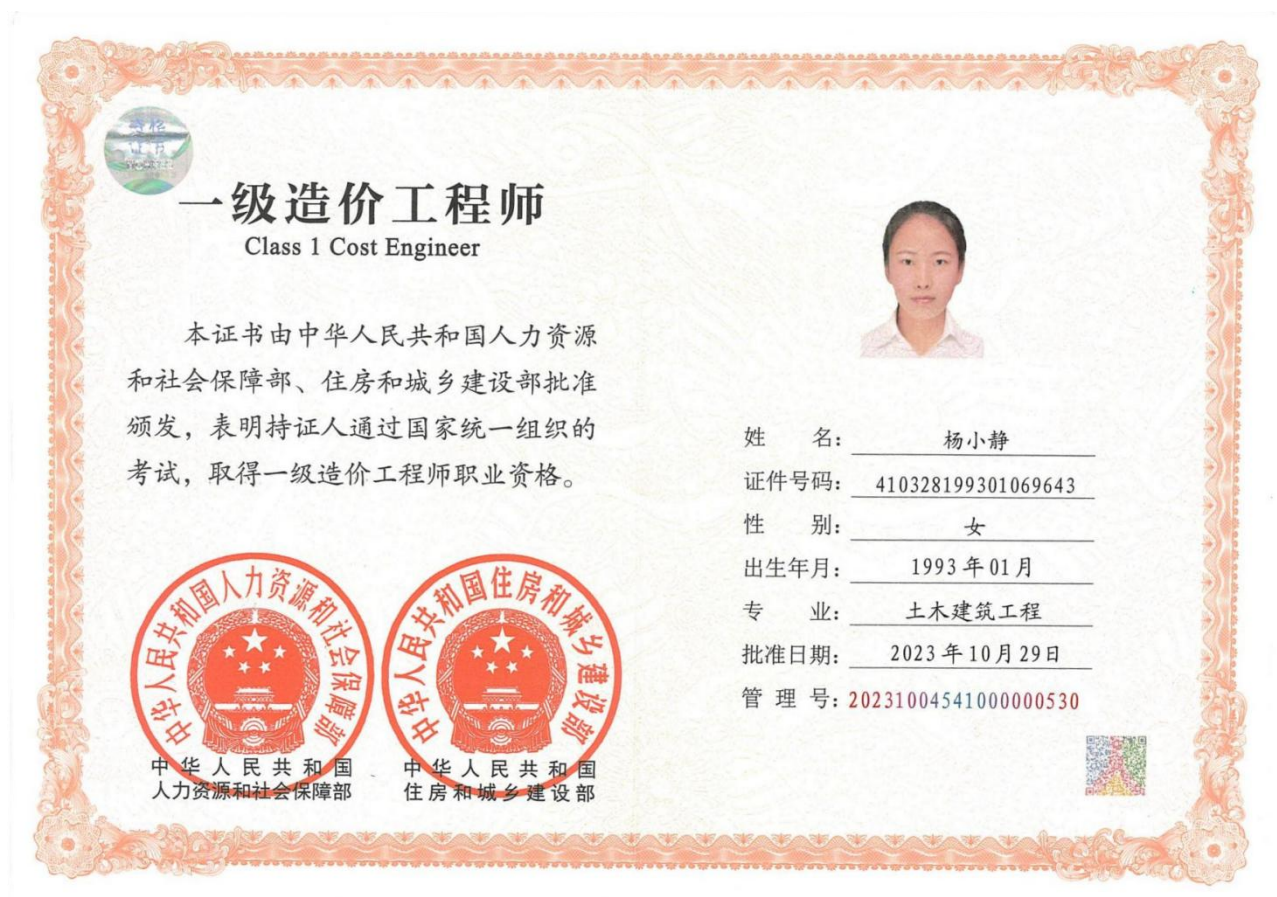 一级造价工程师
Class 1 Cost Engineer
本证书由中华人民共和国人力资源
和社会保障部、住房和城乡建设部批准
颁发，表明持证人通过国家统一组织的
考试，取得一级造价工程师职业资格。
中华人民共和国人力资源和社会保障部
中华人民共和国住房和城乡建设部
中华人民共和国
人力资源和社会保障部
中华人民共和国
住房和城乡建设部
姓 名：杨小静
证件号码：410328199301069643
性 别：女
出生年月：1993年01月
专 业：土木建筑工程
批准日期：2023年10月29日
管 理 号：20231004541000000530